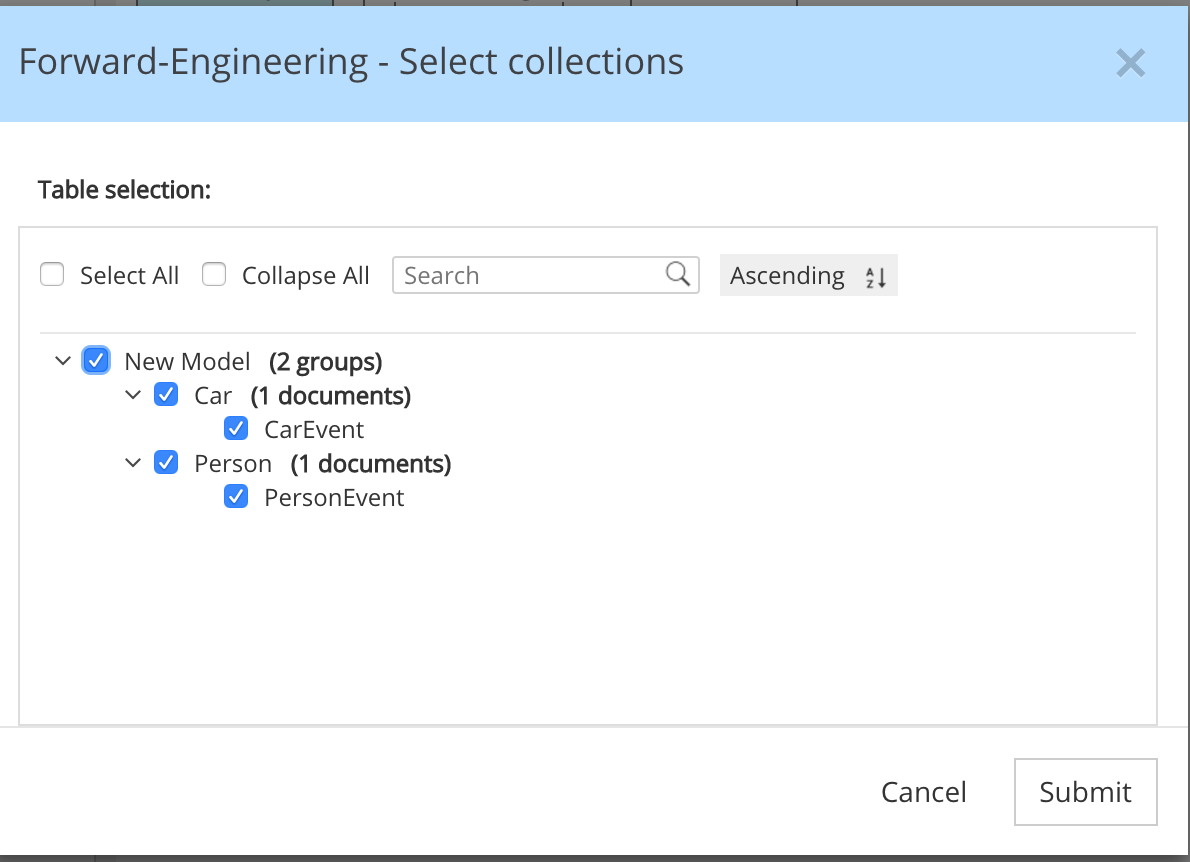 Forward-Engineering - Select collections
Table selection:
Select All Collapse All Search Ascending
New Model (2 groups)
Car (1 documents)
CarEvent
Person (1 documents)
PersonEvent
Cancel Submit